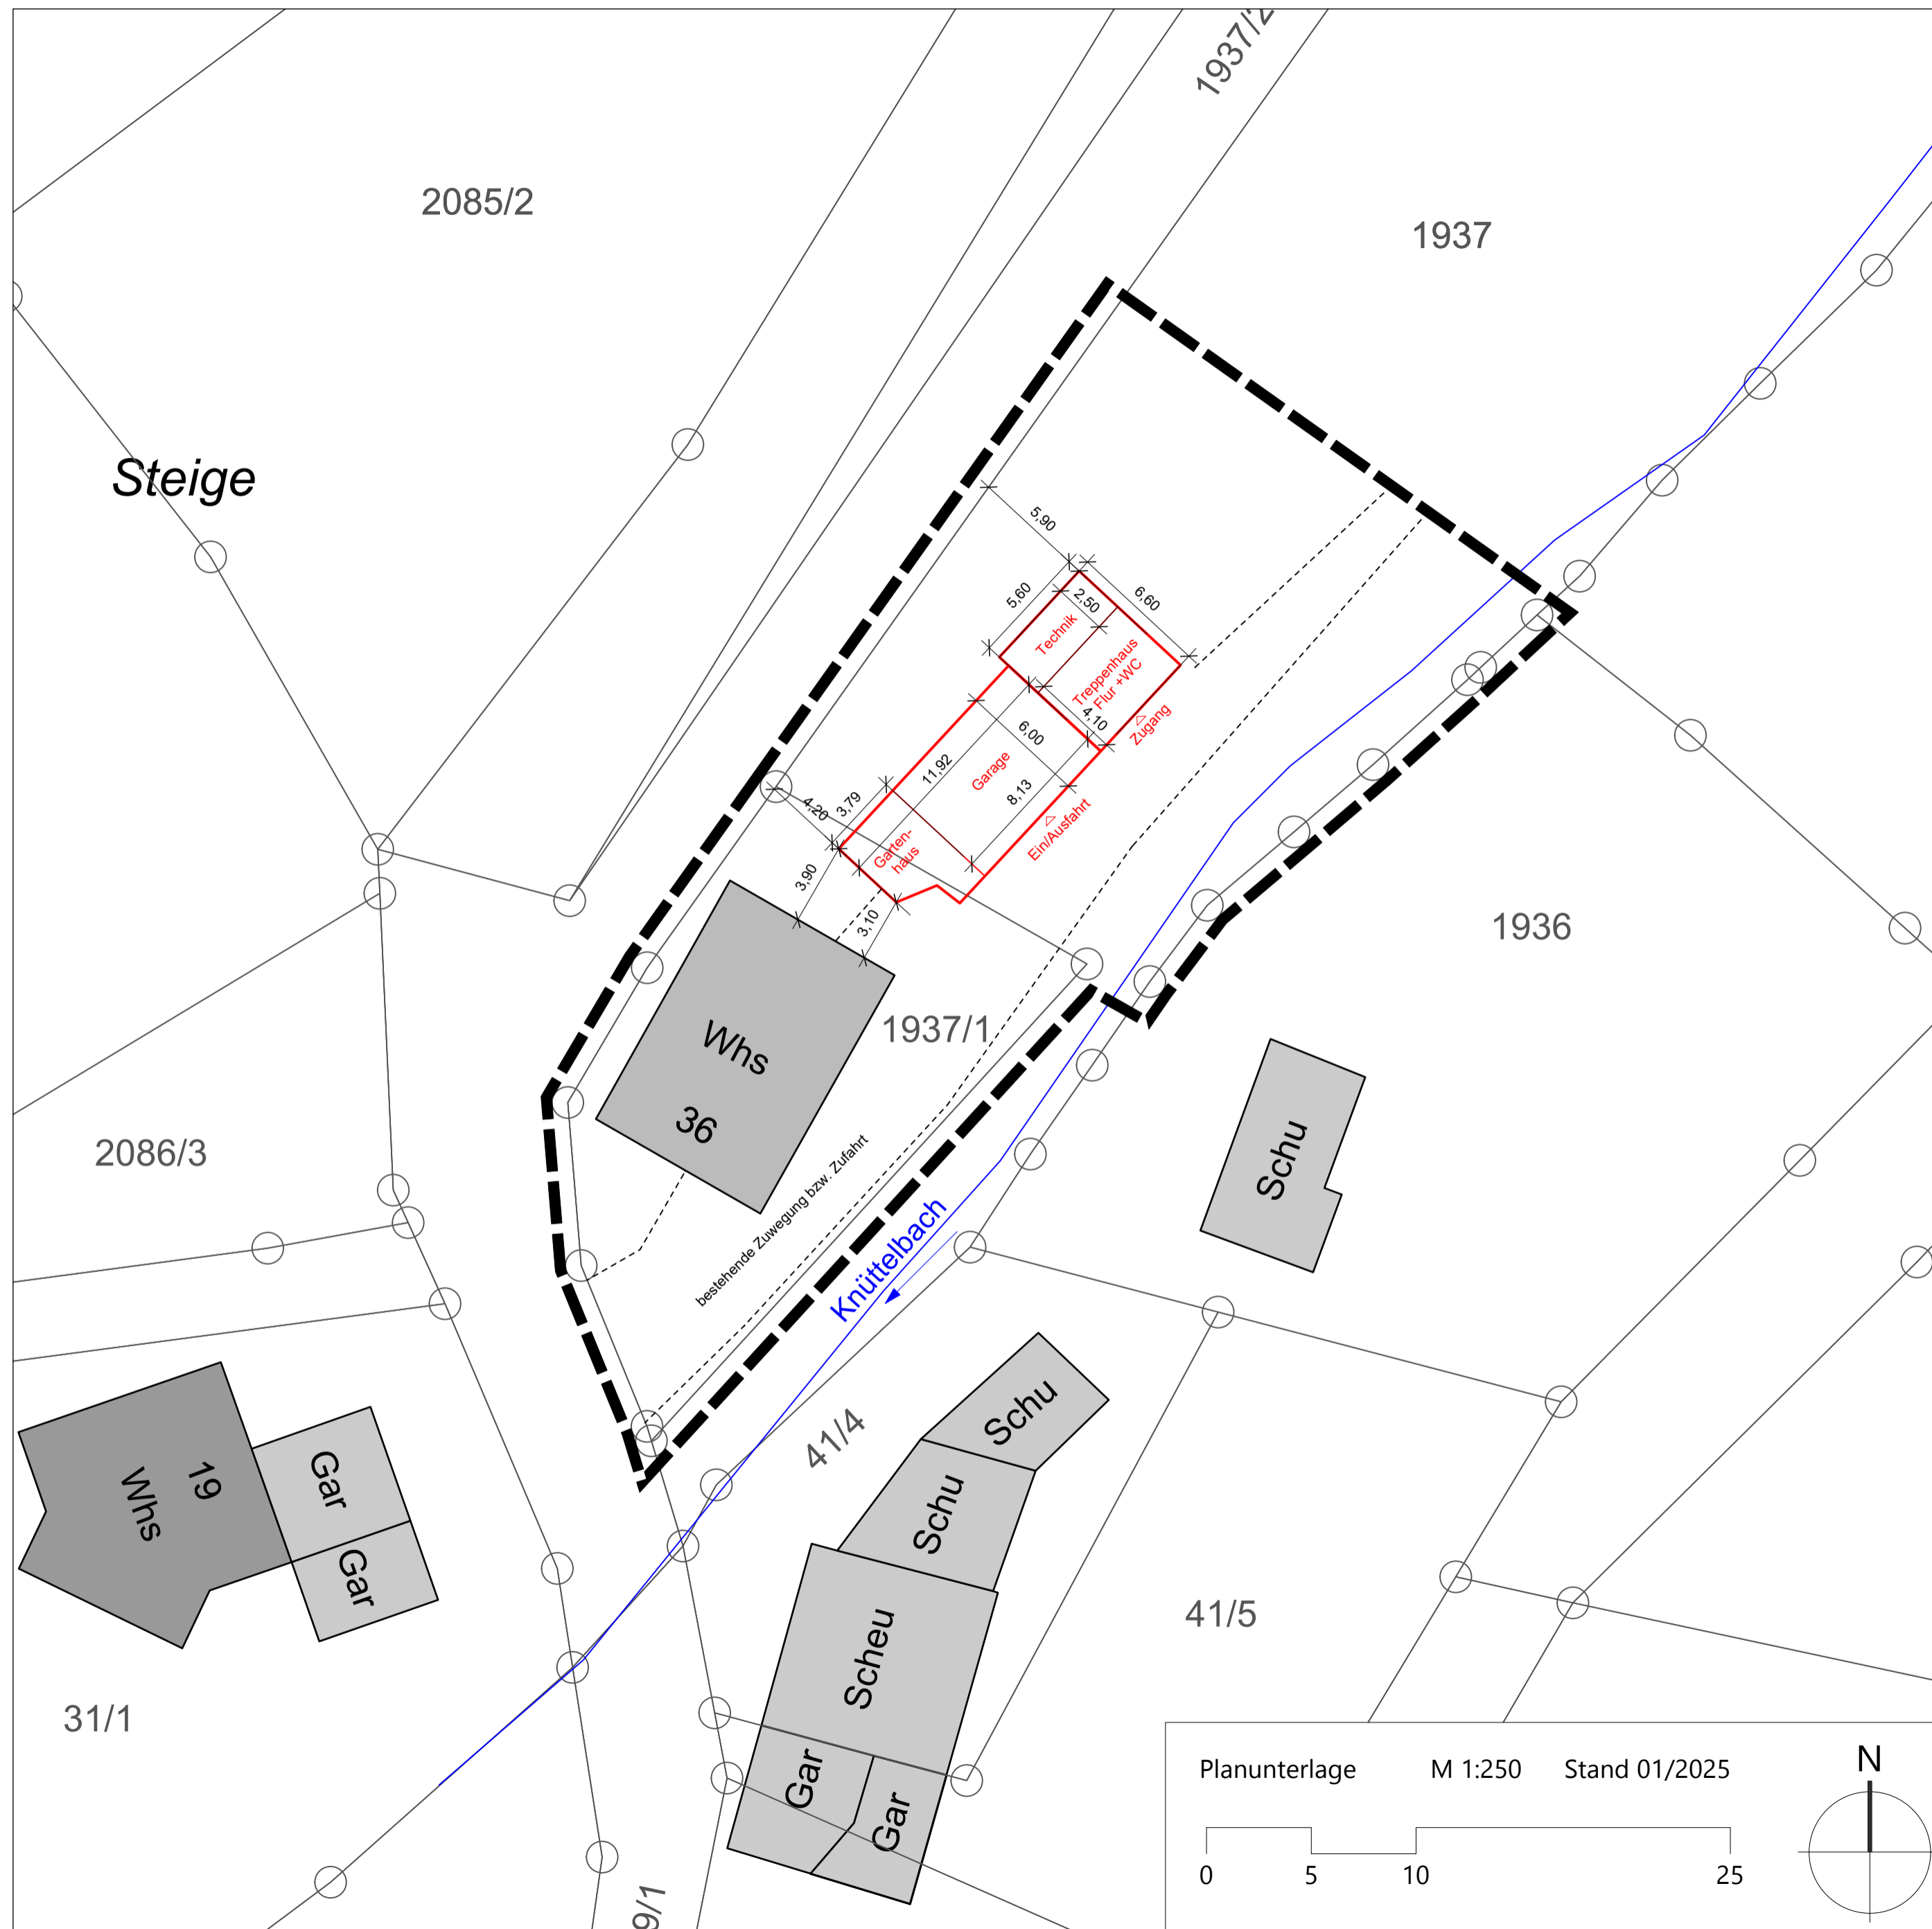 1937/2
2085/2
1937
Steige
5,90
5,60
2,50
6,60
Technik
Treppenhaus
Flur +WC
4,10
Zugang
6,00
11,92
Garage
8,13
3,79
4,20
Ein/Ausfahrt
Garten-
haus
3,90
3,10
1936
1937/1
Whs
36
2086/3
Schu
bestehende Zuwegung bzw. Zufahrt
Knüttelbach
Schu
41/4
Schu
19
Whs
Gar
Gar
41/5
Scheu
31/1
Gar
Gar
9/1
Planunterlage M 1:250 Stand 01/2025
N
0 5 10 25